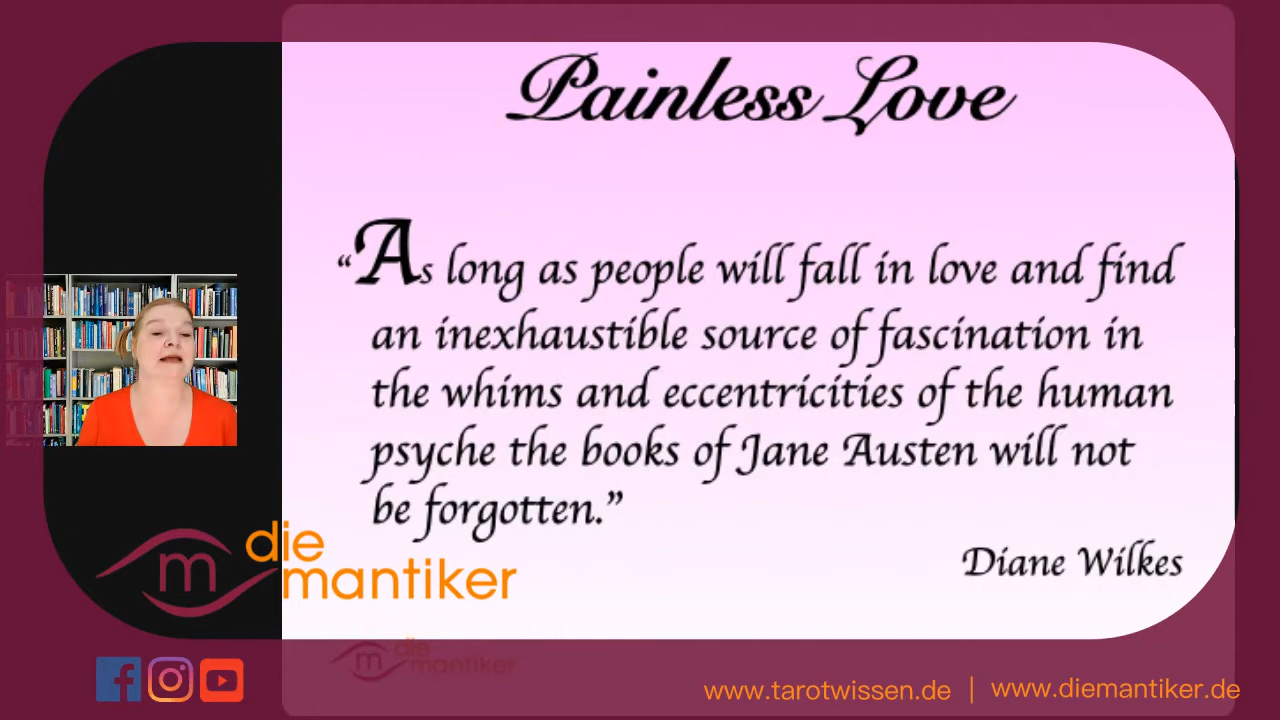 Painless Love
“As long as people will fall in love and find
an inexhaustible source of fascination in
the whims and eccentricities of the human
psyche the books of Jane Austen will not
be forgotten.”
Diane Wilkes
m die
mantiker
m die
mantiker
www.tarotwissen.de | www.diemantiker.de